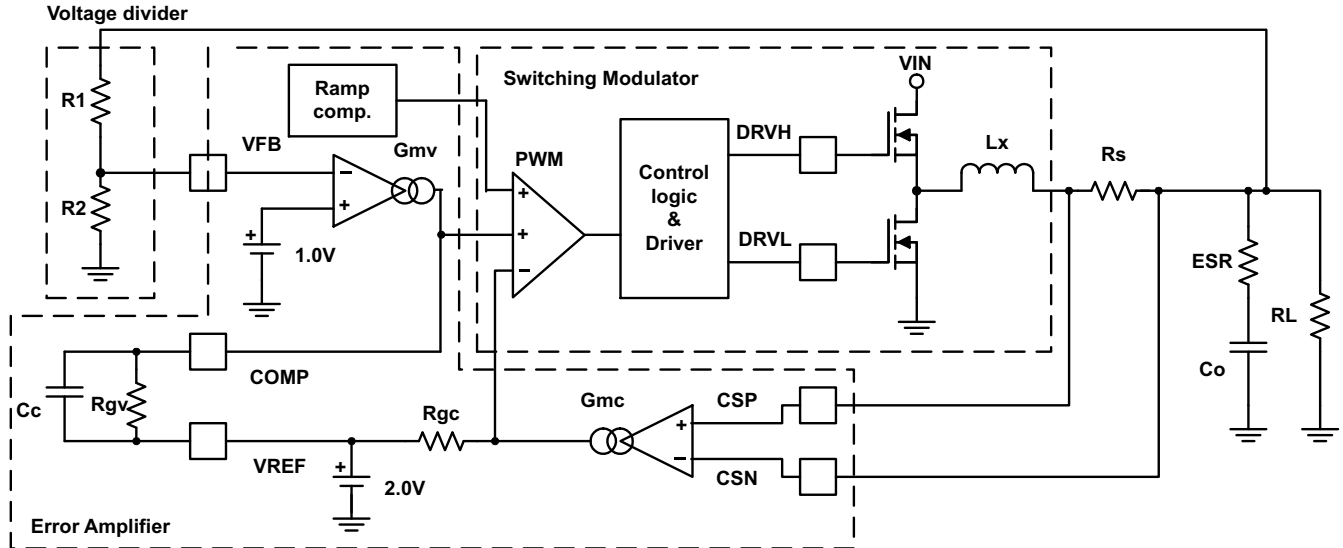 Voltage divider
R1
R2
VFB
Ramp
comp.
Gmv
−
+
+
1.0V
Switching Modulator
PWM
+
+
−
Control
logic
&
Driver
DRVH
DRVL
VIN
Lx
Rs
ESR
Co
RL
COMP
Cc
Rgv
VREF
+
2.0V
Rgc
Gmc
+
−
CSP
CSN
Error Amplifier